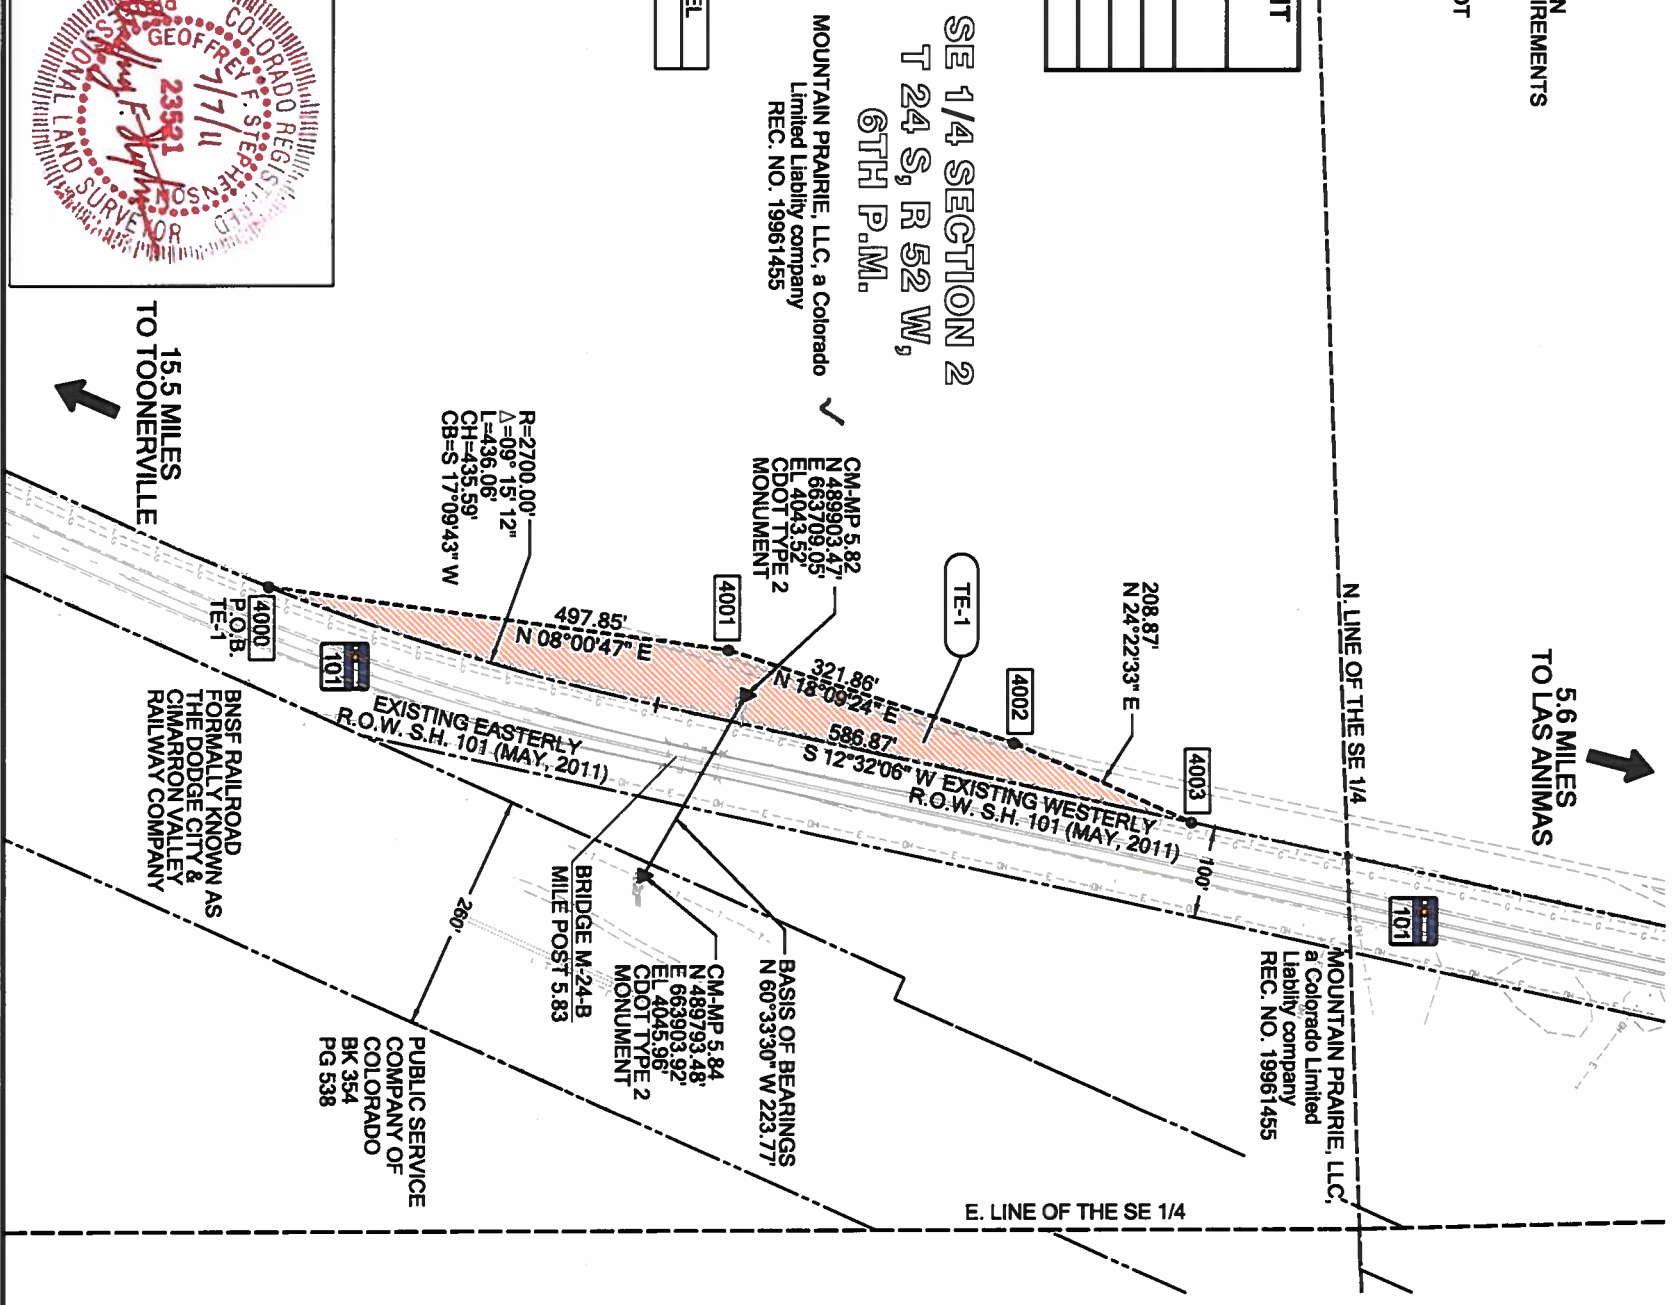 IREMENTS
SE 1/4 SECTION 2
T 24 S, R 52 W,
6TH P.M.
MOUNTAIN PRAIRIE, LLC, a Colorado
Limited Liablity company
REC. NO. 19961455
COLORADO REGISTERED
GEOFFREY F. STEPHENSON
7/7/11
23521
PROFESSIONAL LAND SURVEYOR
15.5 MILES
TO TOONERVILLE
5.6 MILES
TO LAS ANIMAS
N. LINE OF THE SE 1/4
208.87'
N 24°22'33" E
TE-1
CM-MP 5.82
N 489903.47'
E 663709.05'
EL 4043.52'
CDOT TYPE 2
MONUMENT
R=2700.00'
Δ=09° 15' 12"
L=436.06'
CH=435.59'
CB=S 17°09'43" W
4003
4002
4001
4000
P.O.B.
TE-1
497.85'
N 08°00'47" E
321.86'
N 18°09'24" E
586.87'
S 12°32'06" W
EXISTING WESTERLY
R.O.W. S.H. 101 (MAY, 2011)
EXISTING EASTERLY
R.O.W. S.H. 101 (MAY, 2011)
101
101
100'
260'
BNSF RAILROAD
FORMALLY KNOWN AS
THE DODGE CITY &
CIMARRON VALLEY
RAILWAY COMPANY
BRIDGE M-24-B
MILE POST 5.83
BASIS OF BEARINGS
N 60°33'30" W 223.77'
CM-MP 5.84
N 489793.48'
E 663903.92'
EL 4045.96'
CDOT TYPE 2
MONUMENT
MOUNTAIN PRAIRIE, LLC,
a Colorado Limited
Liablity company
REC. NO. 19961455
PUBLIC SERVICE
COMPANY OF
COLORADO
BK 354
PG 538
E. LINE OF THE SE 1/4